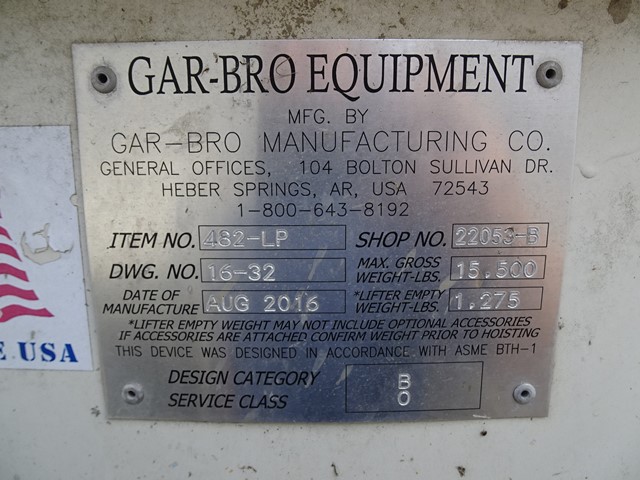 GAR-BRO EQUIPMENT
MFG. BY
GAR-BRO MANUFACTURING CO.
GENERAL OFFICES, 104 BOLTON SULLIVAN DR.
HEBER SPRINGS, AR, USA 72543
1-800-643-8192
ITEM NO. 482-LP SHOP NO. 22059-B
DWG. NO. 16-32 MAX. GROSS WEIGHT-LBS. 15,500
DATE OF MANUFACTURE AUG 2016 *LIFTER EMPTY WEIGHT-LBS. 1,275
*LIFTER EMPTY WEIGHT MAY NOT INCLUDE OPTIONAL ACCESSORIES
IF ACCESSORIES ARE ATTACHED CONFIRM WEIGHT PRIOR TO HOISTING
THIS DEVICE WAS DESIGNED IN ACCORDANCE WITH ASME BTH-1
DESIGN CATEGORY B
SERVICE CLASS 0
E USA